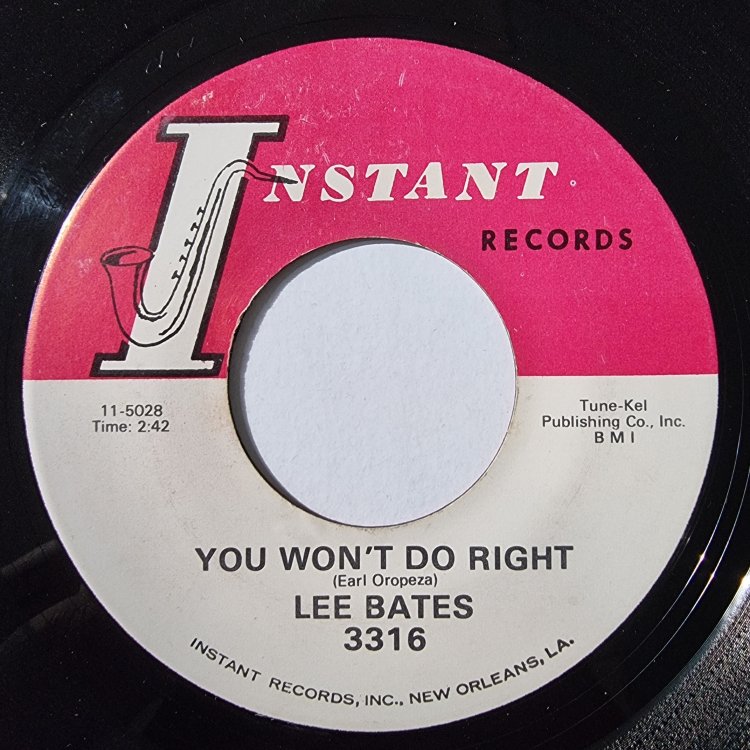 INSTANT
RECORDS
11-5028
Time: 2:42
Tune-Kel
Publishing Co., Inc.
B M I
YOU WON'T DO RIGHT
(Earl Oropeza)
LEE BATES
3316
INSTANT RECORDS, INC., NEW ORLEANS, LA.